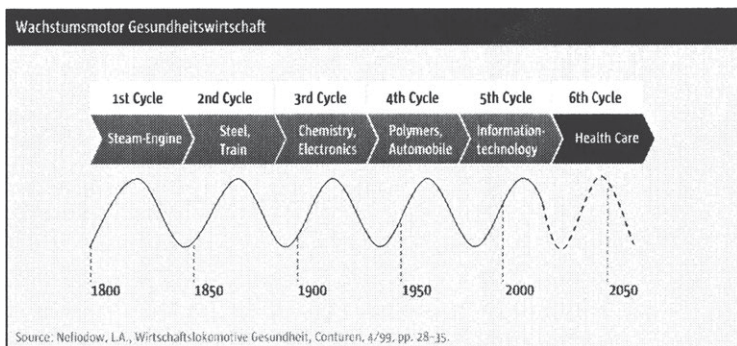 Wachstumsmotor Gesundheitswirtschaft
1st Cycle 2nd Cycle 3rd Cycle 4th Cycle 5th Cycle 6th Cycle
Steam-Engine Steel, Chemistry, Polymers, Information- Health Care
Train Electronics Automobile technology
1800 1850 1900 1950 2000 2050
Source: Nefiodow, L.A., Wirtschaftslokomotive Gesundheit, Conturen, 4/99, pp. 28–35.